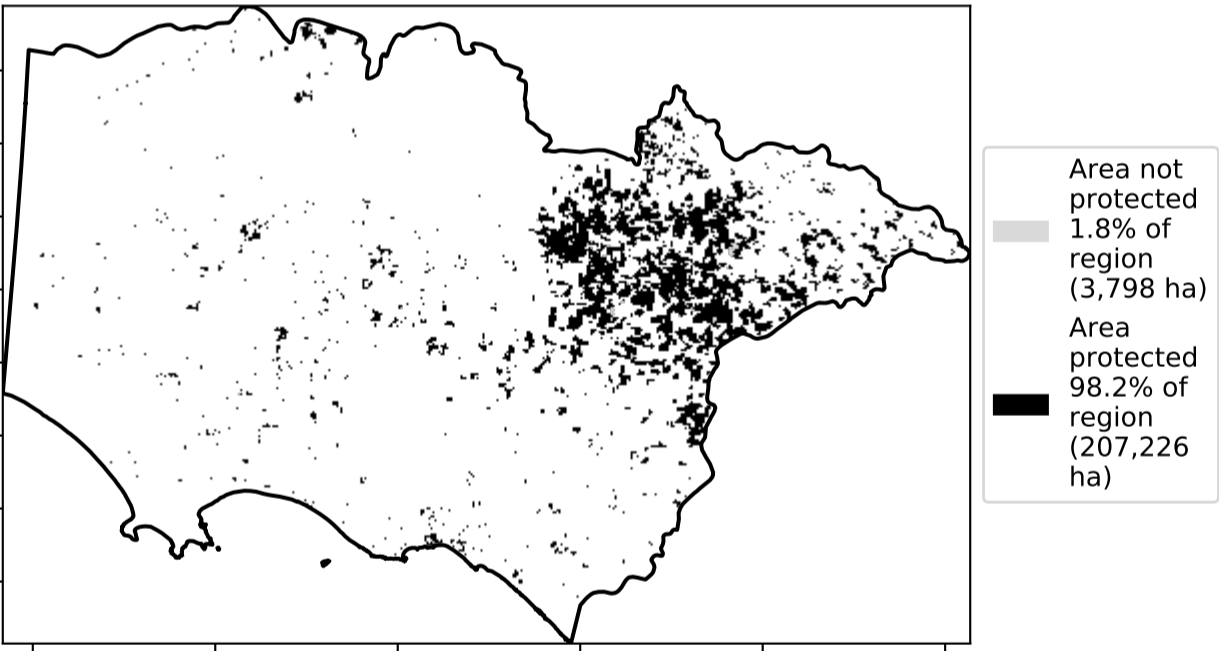 Area not
protected
1.8% of
region
(3,798 ha)
Area
protected
98.2% of
region
(207,226
ha)